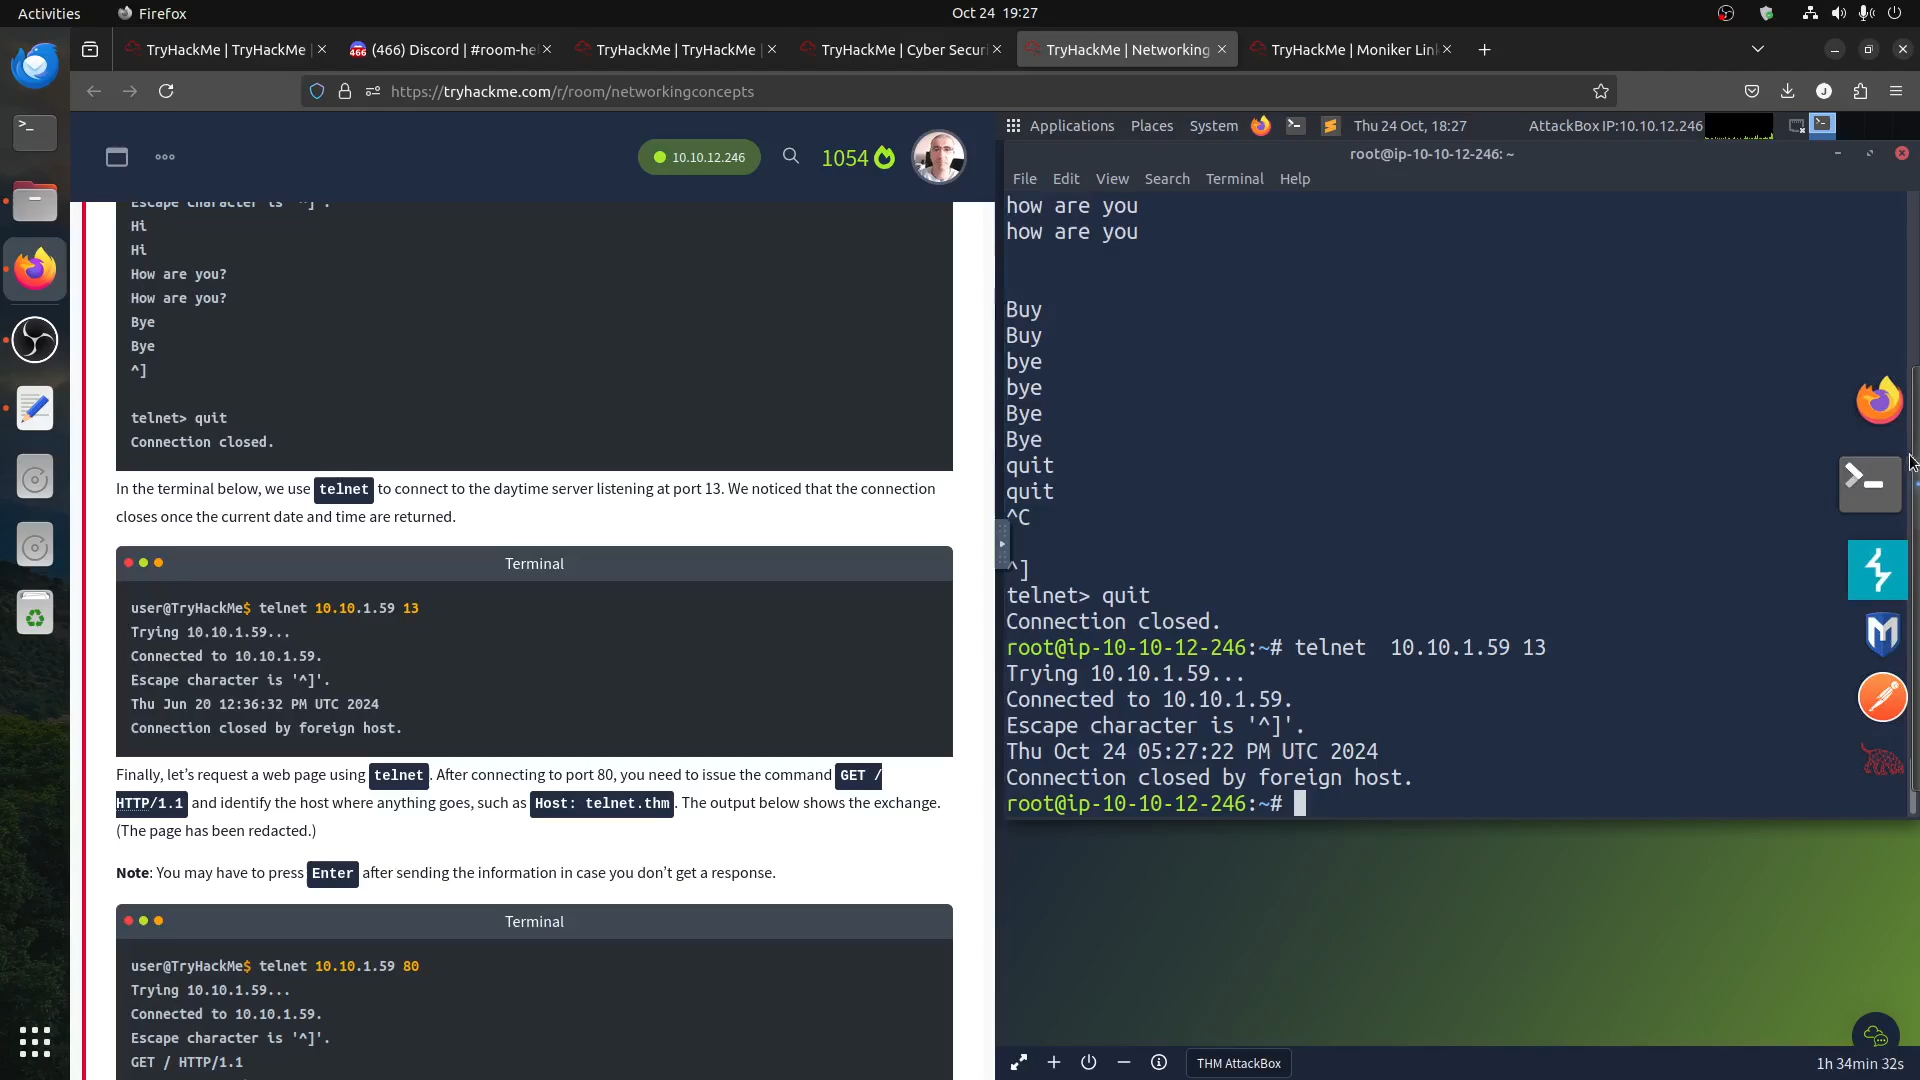 Activities
Firefox
Oct 24 19:27
TryHackMe | TryHackMe
(466) Discord | #room-hel
TryHackMe | TryHackMe
TryHackMe | Cyber Securi
TryHackMe | Networking
TryHackMe | Moniker Link
https://tryhackme.com/r/room/networkingconcepts
10.10.12.246
1054
Escape character is '^]'.
Hi
Hi
How are you?
How are you?
Bye
Bye
^]
telnet> quit
Connection closed.
In the terminal below, we use telnet to connect to the daytime server listening at port 13. We noticed that the connection
closes once the current date and time are returned.
Terminal
user@TryHackMe$ telnet 10.10.1.59 13
Trying 10.10.1.59...
Connected to 10.10.1.59.
Escape character is '^]'.
Thu Jun 20 12:36:32 PM UTC 2024
Connection closed by foreign host.
Finally, let’s request a web page using telnet. After connecting to port 80, you need to issue the command GET /
HTTP/1.1 and identify the host where anything goes, such as Host: telnet.thm. The output below shows the exchange.
(The page has been redacted.)
Note: You may have to press Enter after sending the information in case you don’t get a response.
Terminal
user@TryHackMe$ telnet 10.10.1.59 80
Trying 10.10.1.59...
Connected to 10.10.1.59.
Escape character is '^]'.
GET / HTTP/1.1
Applications Places System
Thu 24 Oct, 18:27
AttackBox IP:10.10.12.246
root@ip-10-10-12-246: ~
File Edit View Search Terminal Help
how are you
how are you
Buy
Buy
bye
bye
Bye
Bye
quit
quit
^C
^]
telnet> quit
Connection closed.
root@ip-10-10-12-246:~# telnet  10.10.1.59 13
Trying 10.10.1.59...
Connected to 10.10.1.59.
Escape character is '^]'.
Thu Oct 24 05:27:22 PM UTC 2024
Connection closed by foreign host.
root@ip-10-10-12-246:~#
THM AttackBox
1h 34min 32s